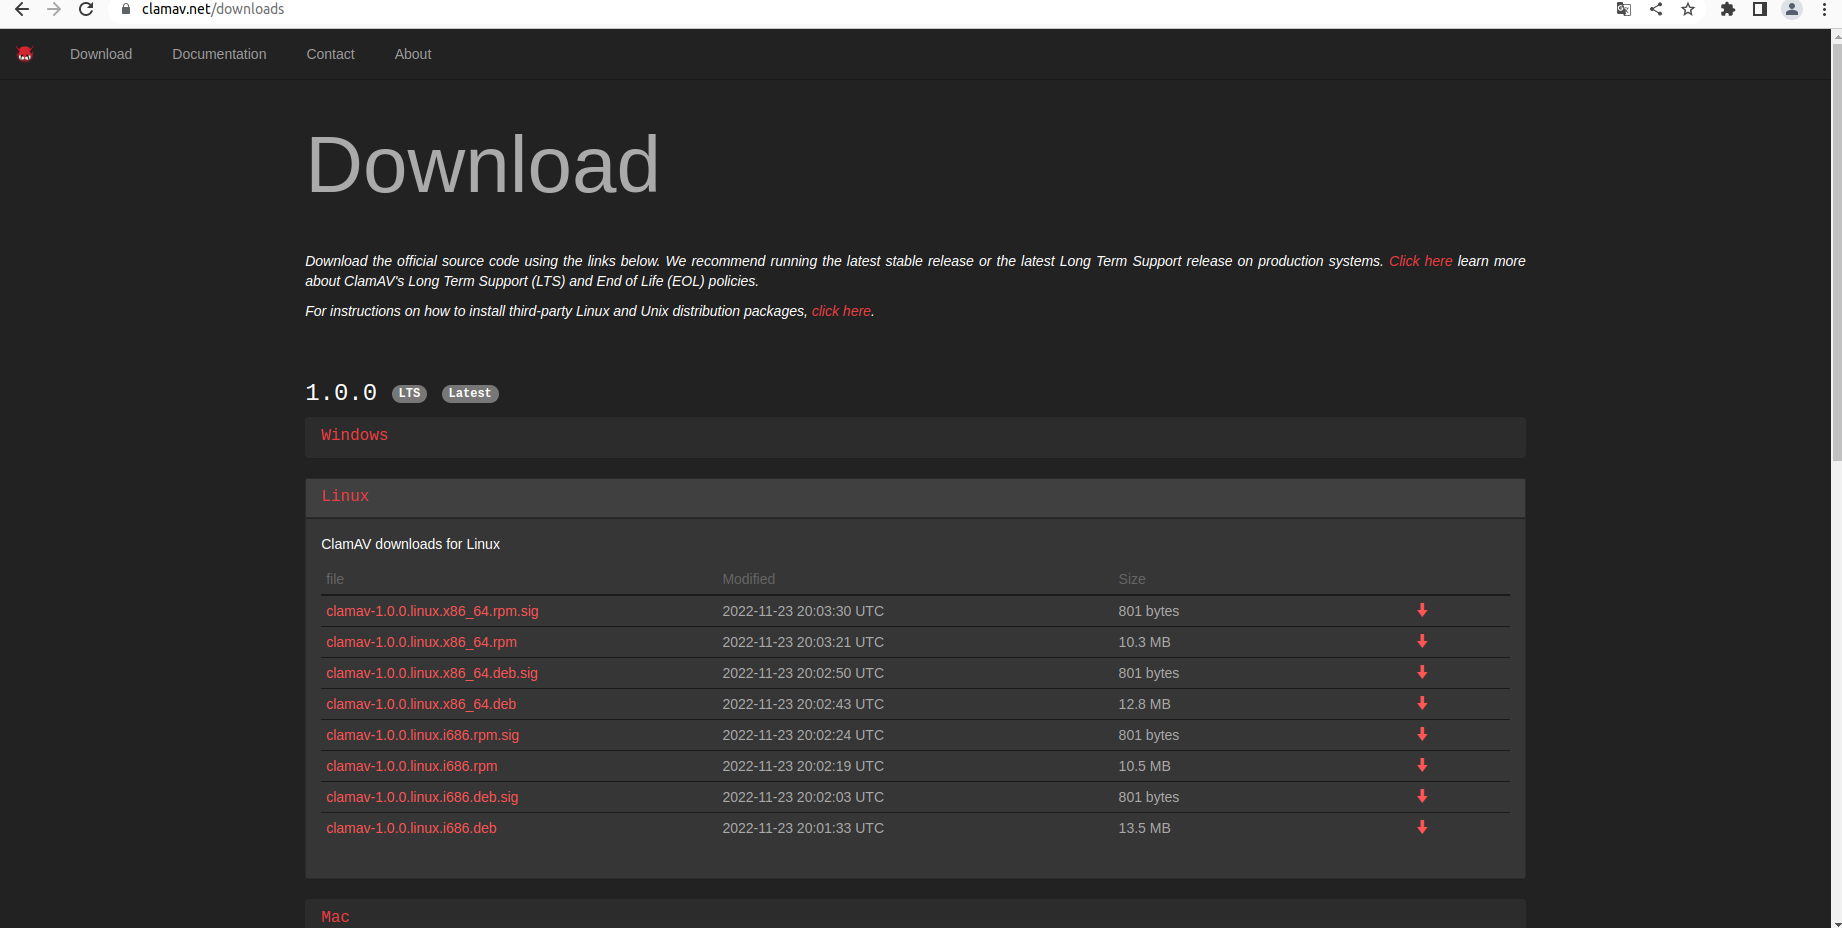 clamav.net/downloads
Download Documentation Contact About
Download
Download the official source code using the links below. We recommend running the latest stable release or the latest Long Term Support release on production systems. Click here learn more
about ClamAV's Long Term Support (LTS) and End of Life (EOL) policies.
For instructions on how to install third-party Linux and Unix distribution packages, click here.
1.0.0 LTS Latest
Windows
Linux
ClamAV downloads for Linux
file Modified Size
clamav-1.0.0.linux.x86_64.rpm.sig 2022-11-23 20:03:30 UTC 801 bytes
clamav-1.0.0.linux.x86_64.rpm 2022-11-23 20:03:21 UTC 10.3 MB
clamav-1.0.0.linux.x86_64.deb.sig 2022-11-23 20:02:50 UTC 801 bytes
clamav-1.0.0.linux.x86_64.deb 2022-11-23 20:02:43 UTC 12.8 MB
clamav-1.0.0.linux.i686.rpm.sig 2022-11-23 20:02:24 UTC 801 bytes
clamav-1.0.0.linux.i686.rpm 2022-11-23 20:02:19 UTC 10.5 MB
clamav-1.0.0.linux.i686.deb.sig 2022-11-23 20:02:03 UTC 801 bytes
clamav-1.0.0.linux.i686.deb 2022-11-23 20:01:33 UTC 13.5 MB
Mac